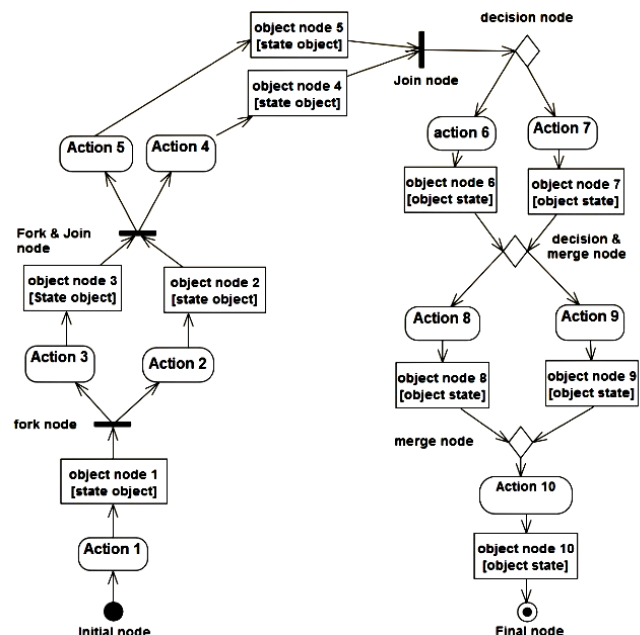 object node 5
[state object]
decision node
object node 4
[state object]
Join node
Action 5
Action 4
action 6
Action 7
object node 6
[object state]
object node 7
[object state]
Fork & Join
node
decision &
merge node
object node 3
[State object]
object node 2
[state object]
Action 8
Action 9
Action 3
Action 2
object node 8
[object state]
object node 9
[object state]
fork node
merge node
object node 1
[state object]
Action 10
Action 1
object node 10
[object state]
Initial node
Final node